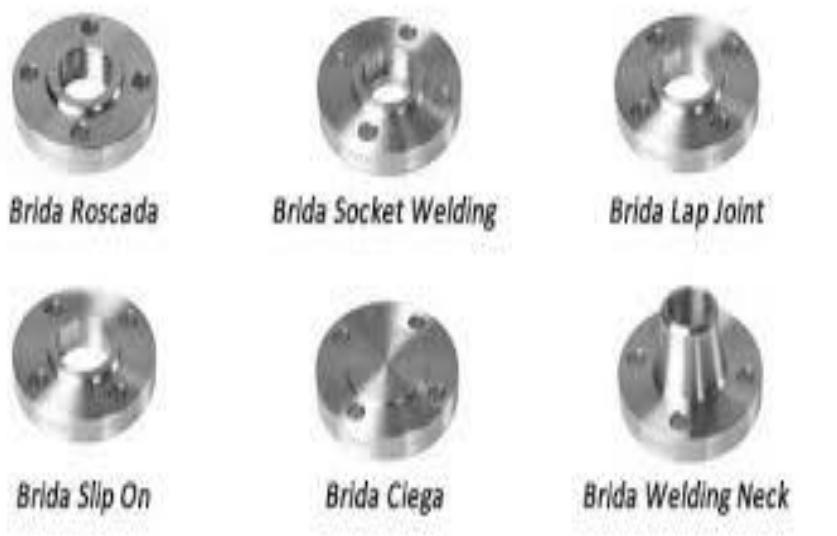 Brida Roscada
Brida Socket Welding
Brida Lap Joint
Brida Slip On
Brida Ciega
Brida Welding Neck